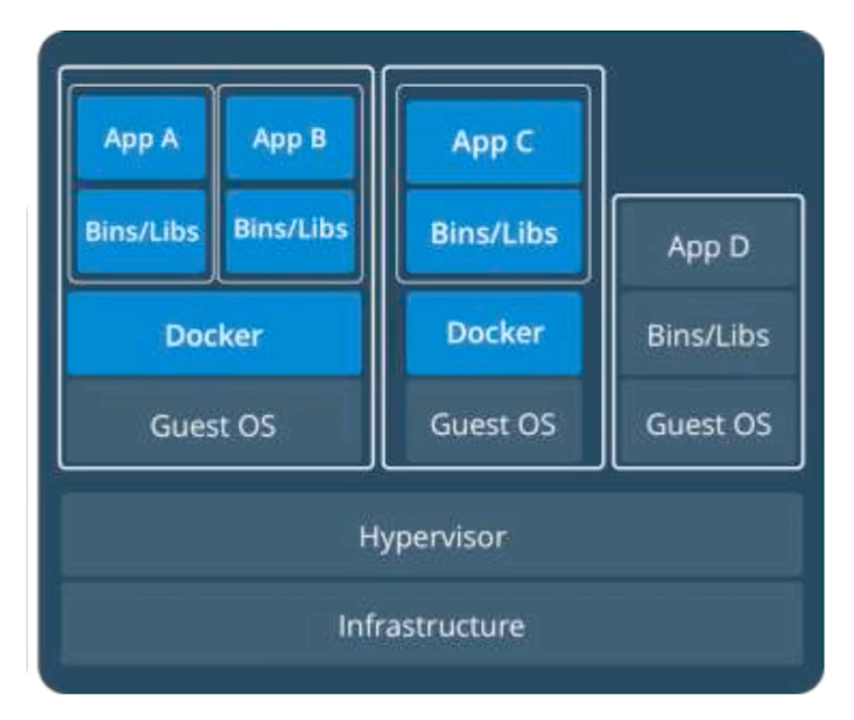 App A
App B
App C
Bins/Libs
Bins/Libs
Bins/Libs
App D
Docker
Docker
Bins/Libs
Guest OS
Guest OS
Guest OS
Hypervisor
Infrastructure